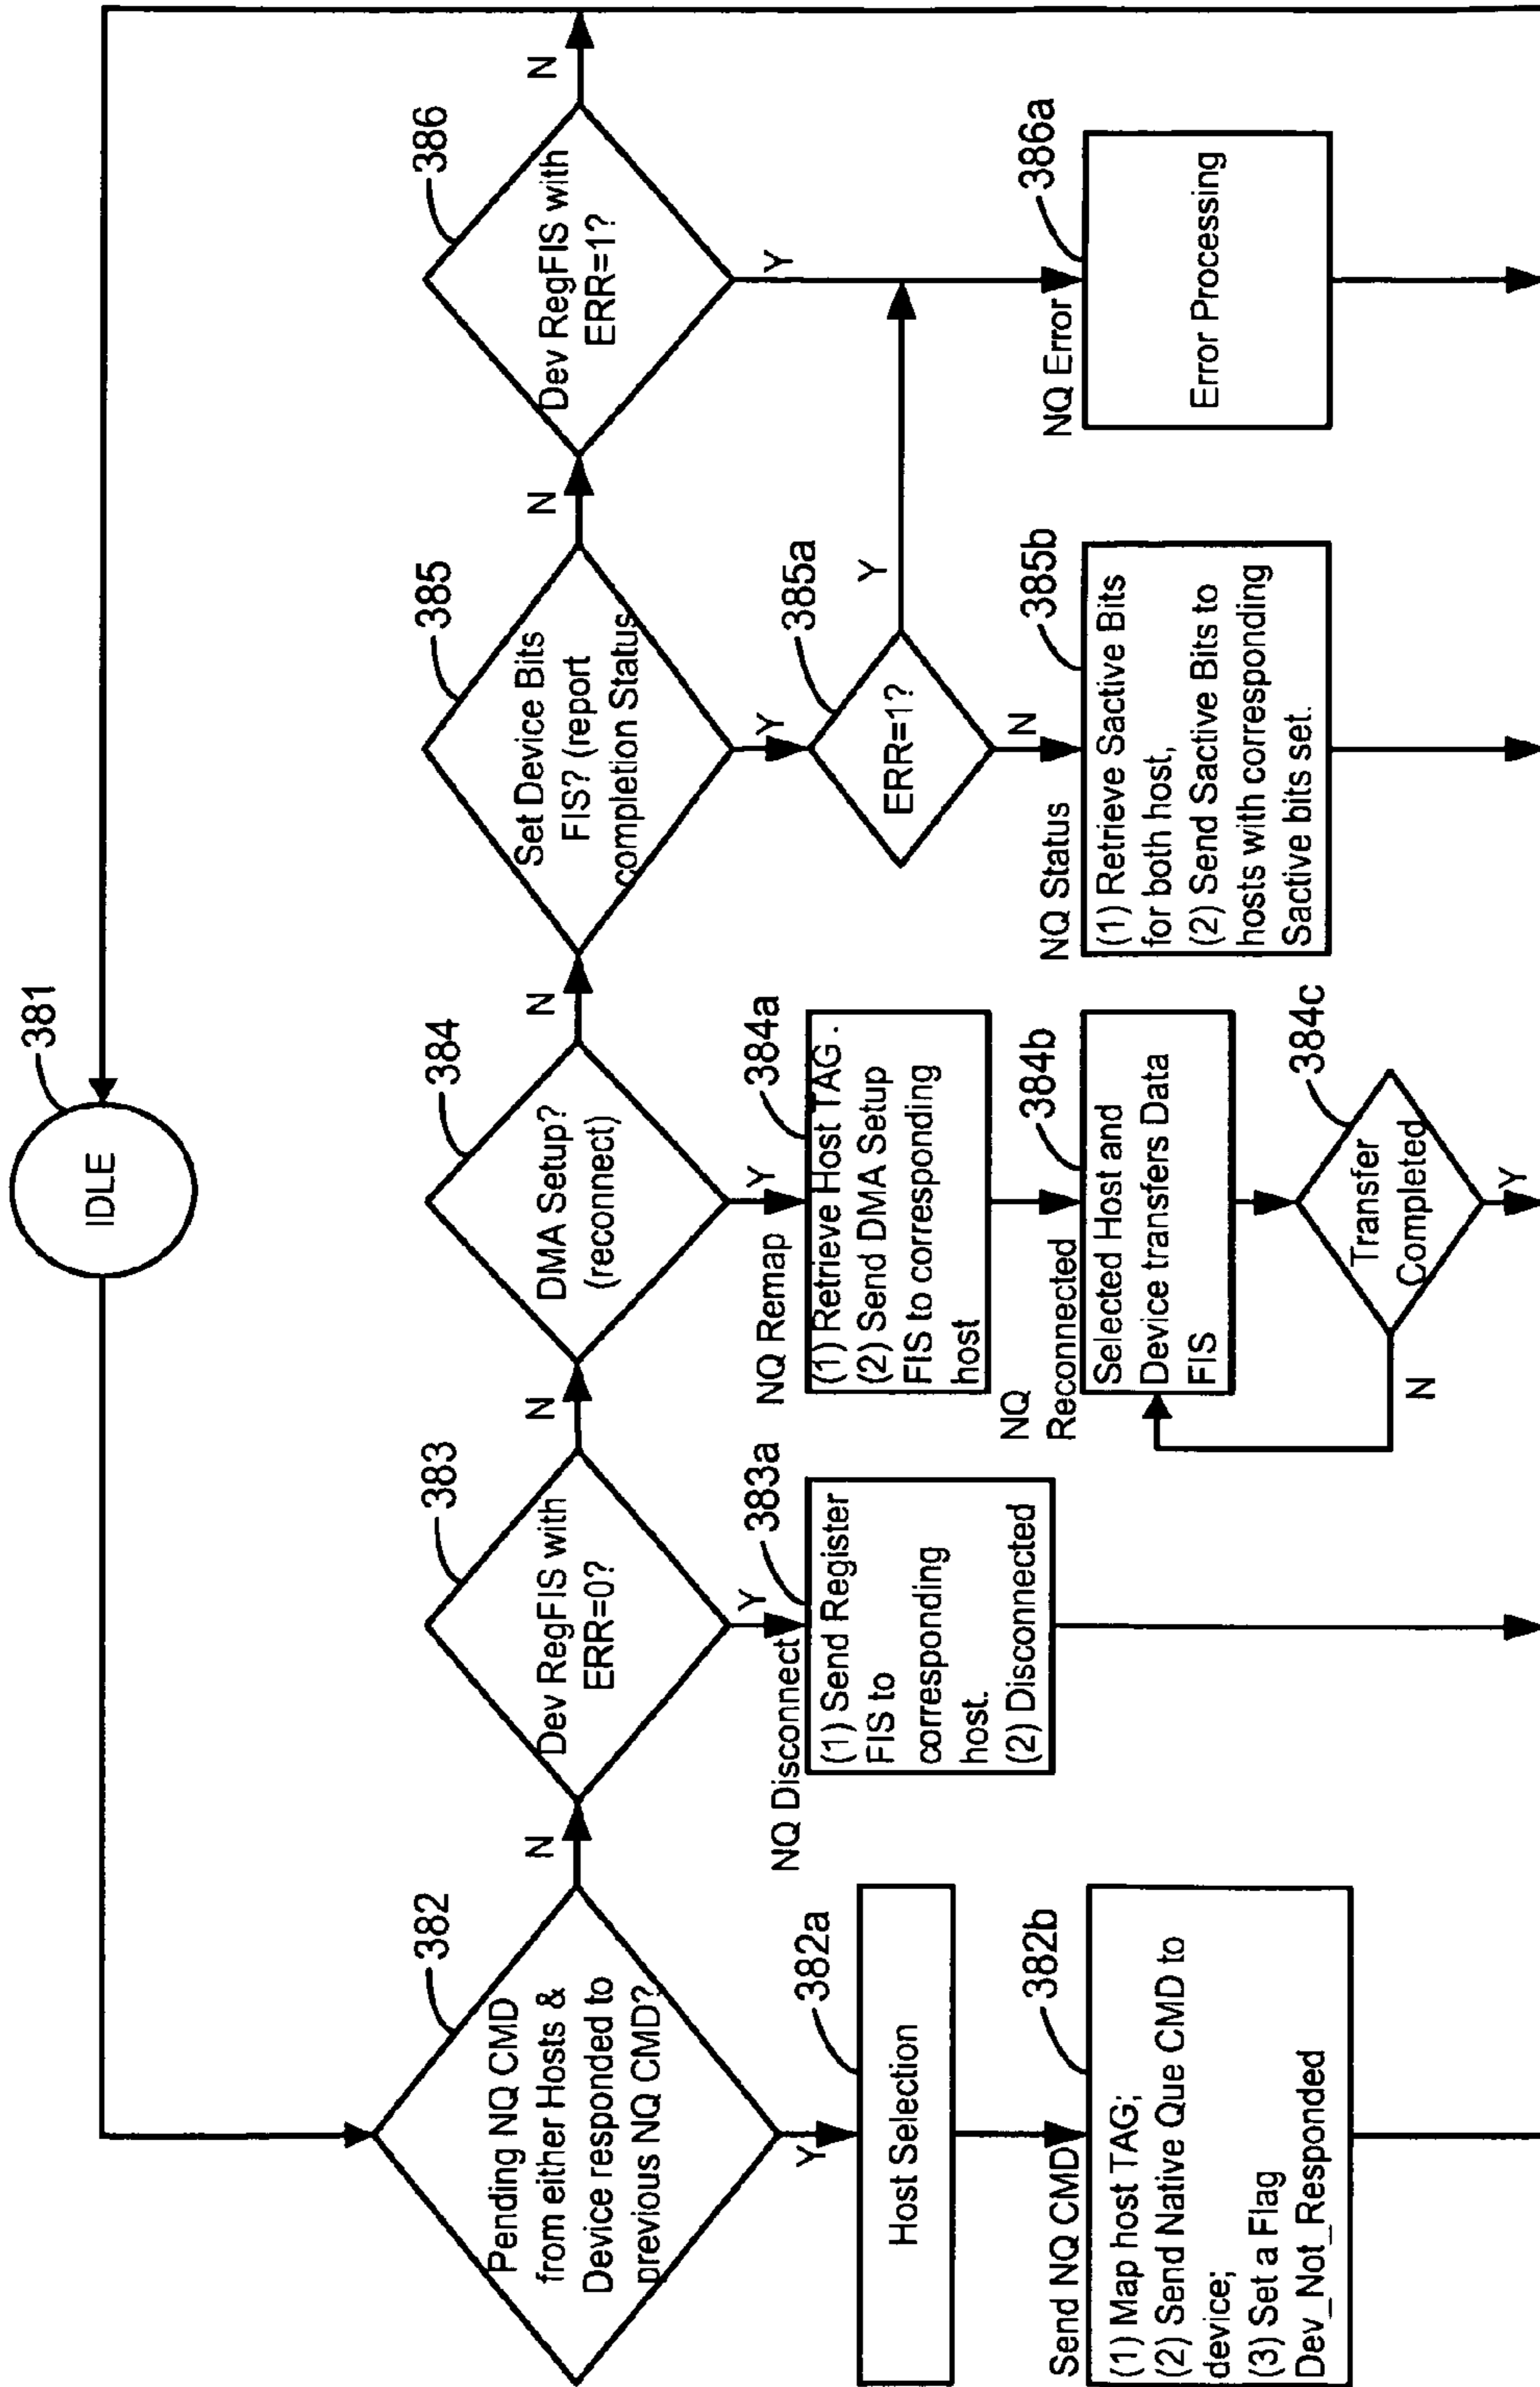 381
IDLE
382
Pending NQ CMD
from either Hosts &
Device responded to
previous NQ CMD?
N
Y
382a
Host Selection
Send NQ CMD
382b
(1) Map host TAG;
(2) Send Native Que CMD to
device;
(3) Set a Flag
Dev_Not_Responded
383
Dev RegFIS with
ERR=0?
N
Y
NQ Disconnect
383a
(1) Send Register
FIS to
corresponding
host.
(2) Disconnected
384
DMA Setup?
(reconnect)
N
Y
NQ Remap
384a
(1) Retrieve Host TAG .
(2) Send DMA Setup
FIS to corresponding
host
NQ
Reconnected
384b
Selected Host and
Device transfers Data
FIS
384c
Transfer
Completed
N
Y
385
Set Device Bits
FIS? (report
completion Status
N
Y
385a
ERR=1?
Y
N
NQ Status
385b
(1) Retrieve Sactive Bits
for both host,
(2) Send Sactive Bits to
hosts with corresponding
Sactive bits set.
386
Dev RegFIS with
ERR=1?
N
Y
NQ Error
386a
Error Processing